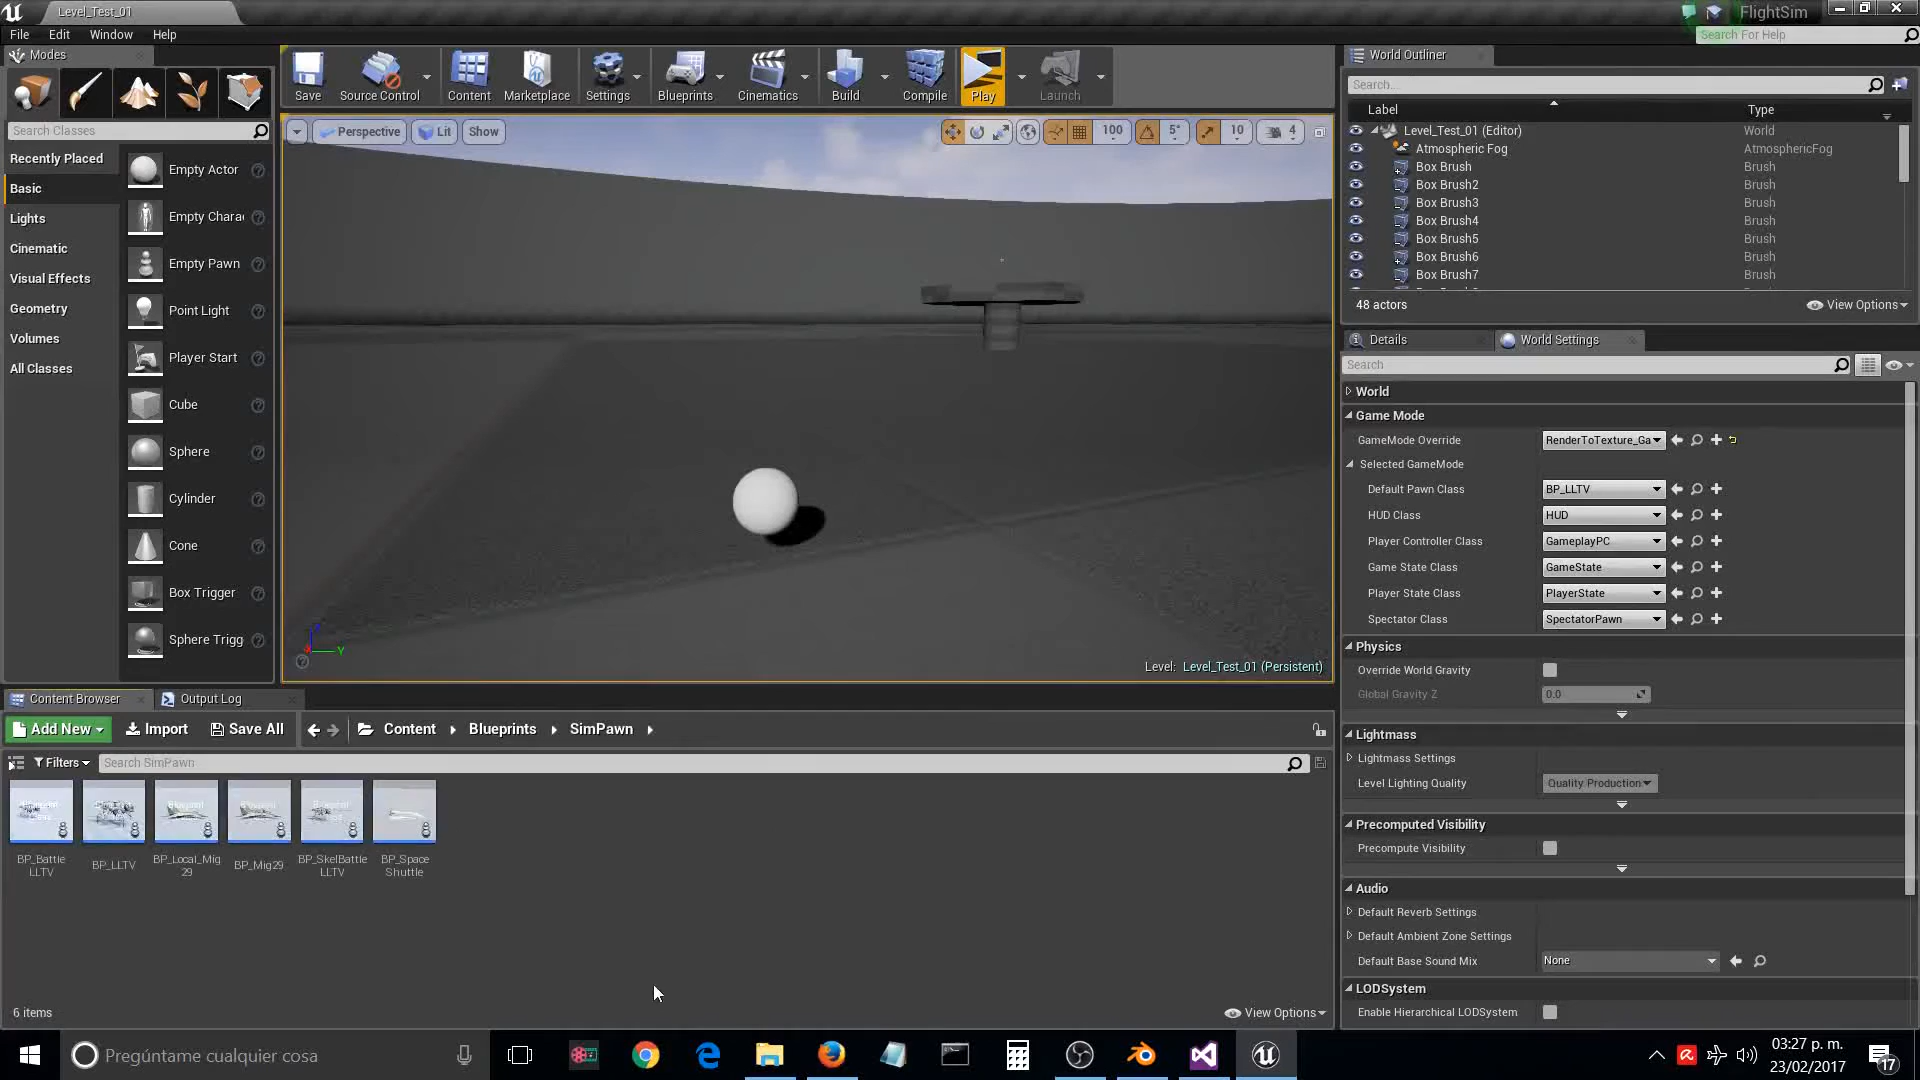 Level_Test_01
FlightSim
File Edit Window Help
Search For Help
Modes
Save
Source Control
Content
Marketplace
Settings
Blueprints
Cinematics
Build
Compile
Play
Launch
Search Classes
Recently Placed
Basic
Lights
Cinematic
Visual Effects
Geometry
Volumes
All Classes
Empty Actor
Empty Chara
Empty Pawn
Point Light
Player Start
Cube
Sphere
Cylinder
Cone
Box Trigger
Sphere Trigg
Perspective
Lit
Show
100
5°
10
4
Level: Level_Test_01 (Persistent)
World Outliner
Search...
Label Type
Level_Test_01 (Editor) World
Atmospheric Fog AtmosphericFog
Box Brush Brush
Box Brush2 Brush
Box Brush3 Brush
Box Brush4 Brush
Box Brush5 Brush
Box Brush6 Brush
Box Brush7 Brush
48 actors
View Options
Details
World Settings
Search
World
Game Mode
GameMode Override RenderToTexture_Ga
Selected GameMode
Default Pawn Class BP_LLTV
HUD Class HUD
Player Controller Class GameplayPC
Game State Class GameState
Player State Class PlayerState
Spectator Class SpectatorPawn
Physics
Override World Gravity
Global Gravity Z 0.0
Lightmass
Lightmass Settings
Level Lighting Quality Quality Production
Precomputed Visibility
Precompute Visibility
Audio
Default Reverb Settings
Default Ambient Zone Settings
Default Base Sound Mix None
LODSystem
Enable Hierarchical LODSystem
Content Browser
Output Log
Add New
Import
Save All
Content
Blueprints
SimPawn
Filters
Search SimPawn
BP_Battle
LLTV
BP_LLTV
BP_Local_Mig
29
BP_Mig29
BP_SkelBattle
LLTV
BP_Space
Shuttle
6 items
View Options
Pregúntame cualquier cosa
03:27 p. m.
23/02/2017
17